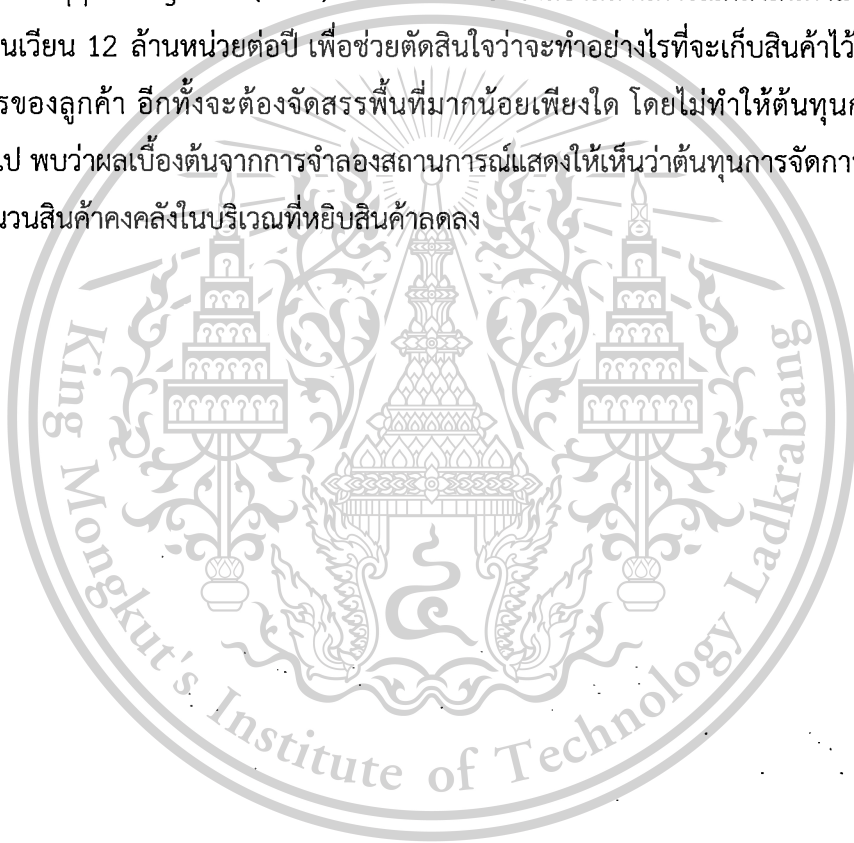 นเวียน 12 ล้านหน่วยต่อปี เพื่อช่วยตัดสินใจว่าจะทำอย่างไรที่จะเก็บสินค้าไว้
รของลูกค้า อีกทั้งจะต้องจัดสรรพื้นที่มากน้อยเพียงใด โดยไม่ทำให้ต้นทุนก
ไป พบว่าผลเบื้องต้นจากการจำลองสถานการณ์แสดงให้เห็นว่าต้นทุนการจัดการ
นวนสินค้าคงคลังในบริเวณที่หยิบสินค้าลดลง
King Mongkut's Institute of Technology Ladkrabang